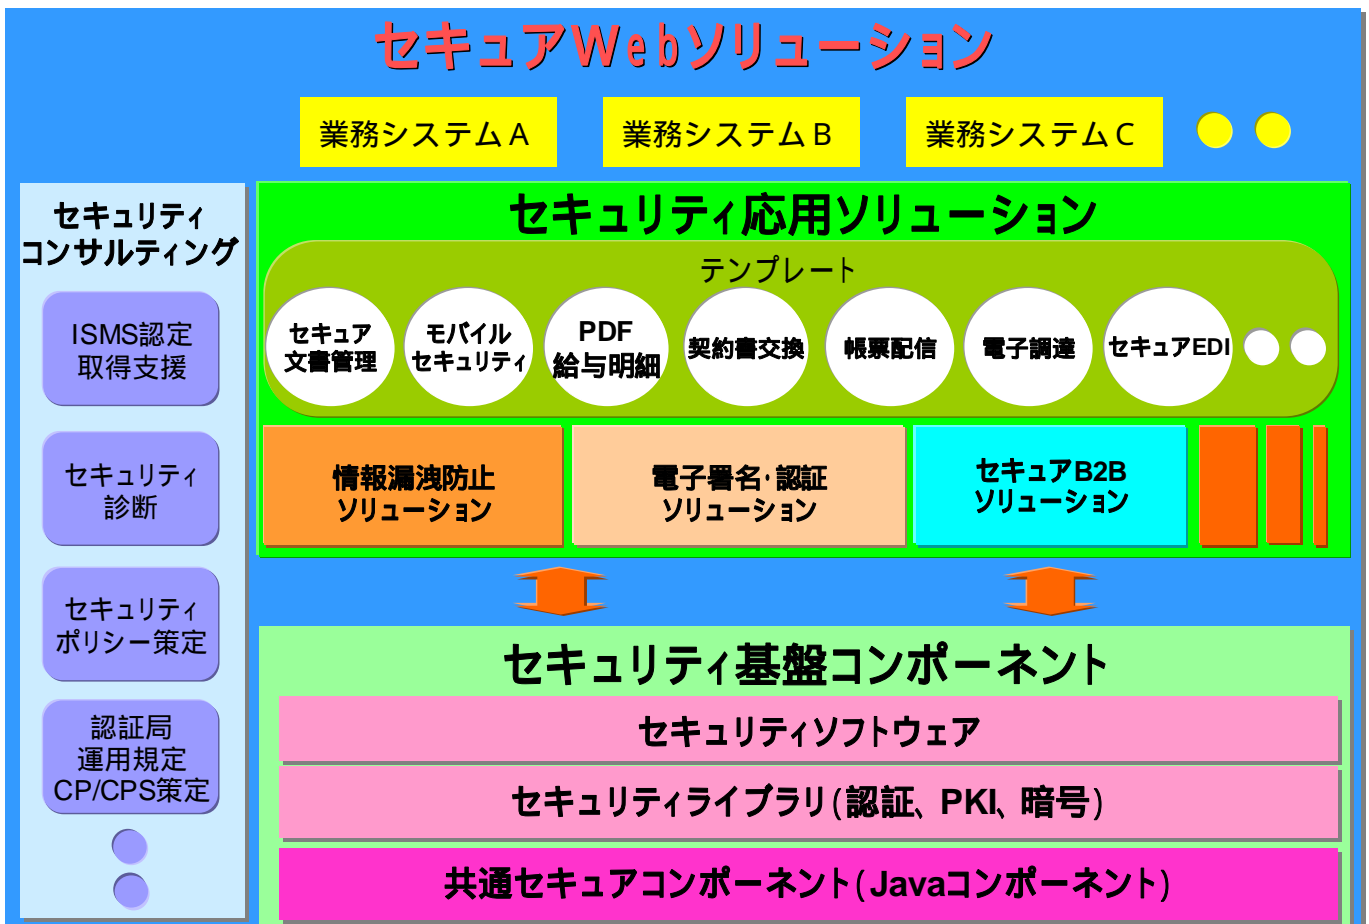 セキュアWebソリューション
業務システムA
業務システムB
業務システムC
セキュリティ
コンサルティング
ISMS認定
取得支援
セキュリティ
診断
セキュリティ
ポリシー策定
認証局
運用規定
CP/CPS策定
セキュリティ応用ソリューション
テンプレート
セキュア
文書管理
モバイル
セキュリティ
PDF
給与明細
契約書交換
帳票配信
電子調達
セキュアEDI
情報漏洩防止
ソリューション
電子署名・認証
ソリューション
セキュアB2B
ソリューション
セキュリティ基盤コンポーネント
セキュリティソフトウェア
セキュリティライブラリ(認証、PKI、暗号)
共通セキュアコンポーネント(Javaコンポーネント)